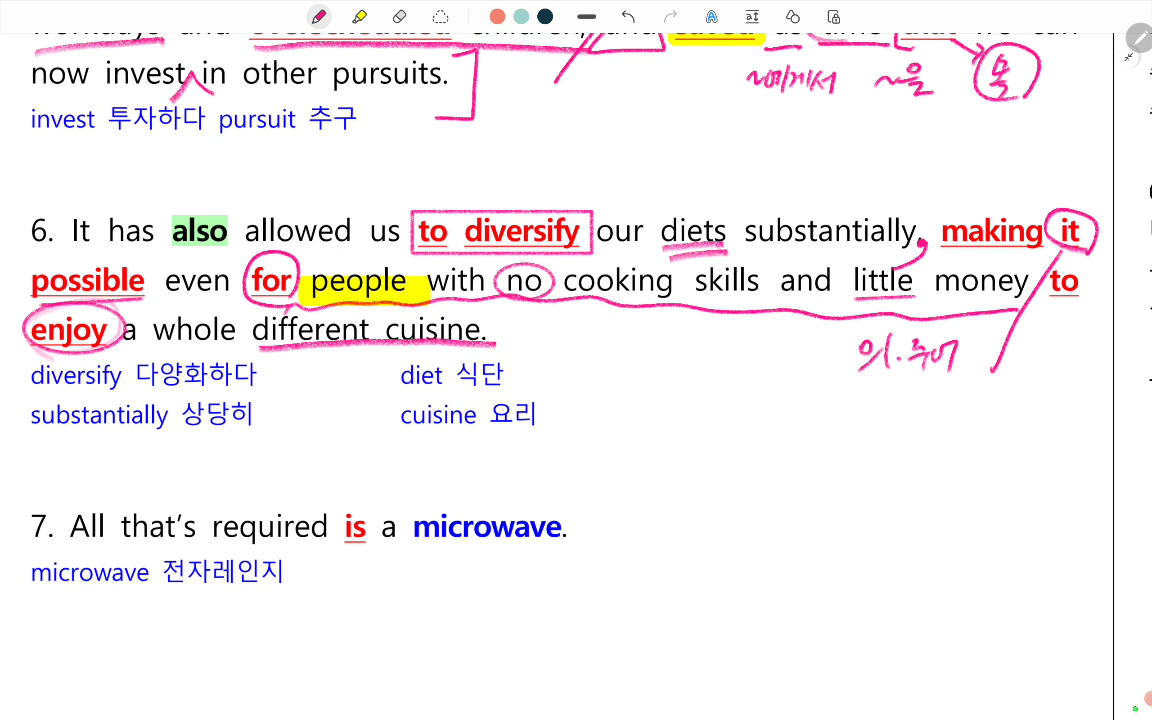 now invest in other pursuits.
~에게서 ~을 목
invest 투자하다 pursuit 추구
6. It has also allowed us to diversify our diets substantially, making it
possible even for people with no cooking skills and little money to
enjoy a whole different cuisine.
의.주어
diversify 다양화하다 diet 식단
substantially 상당히 cuisine 요리
7. All that's required is a microwave.
microwave 전자레인지